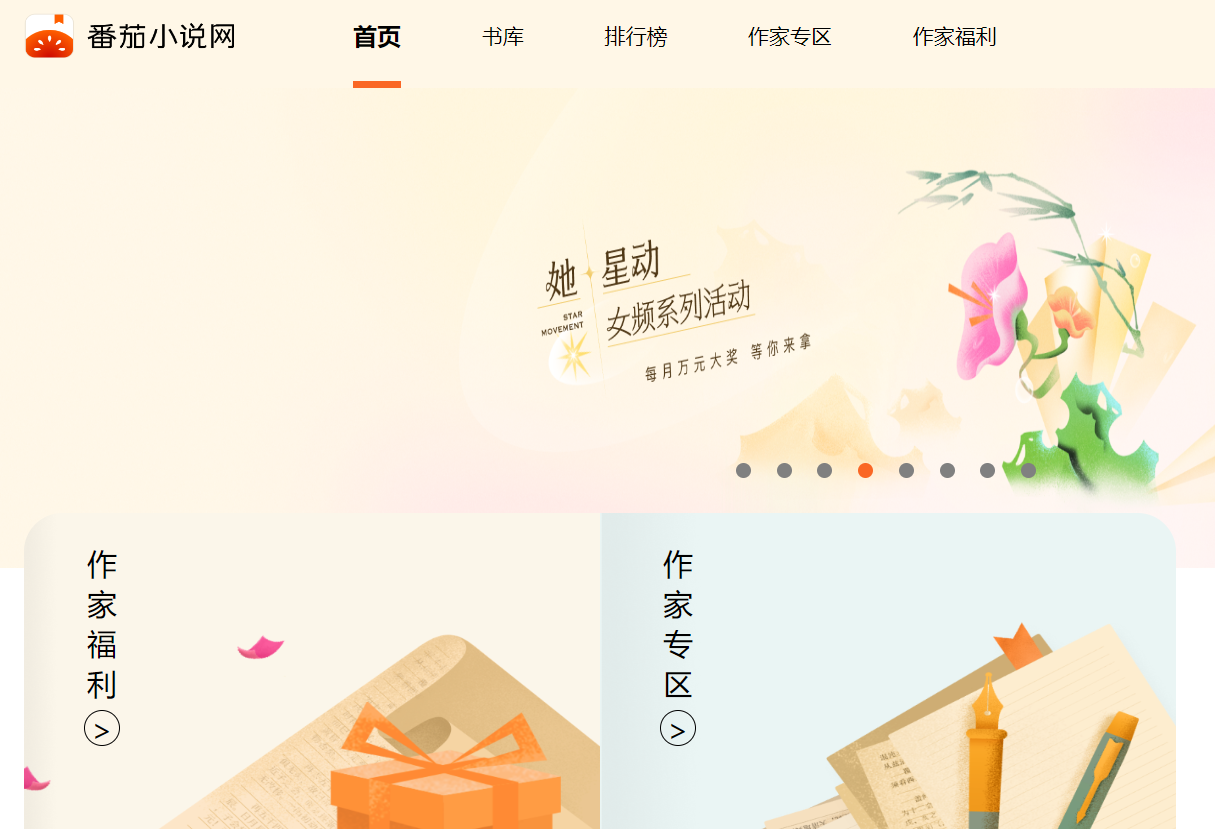 番茄小说网
首页
书库
排行榜
作家专区
作家福利
她 星动
STAR
MOVEMENT
女频系列活动
每月万元大奖 等你来拿
作家福利
>
作家专区
>